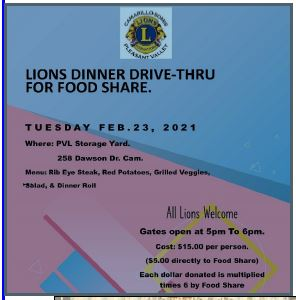 CAMARILLO-SOMIS
LIONS
L
PLEASANT VALLEY
LIONS DINNER DRIVE-THRU
FOR FOOD SHARE.
TUESDAY FEB.23, 2021
Where: PVL Storage Yard.
258 Dawson Dr. Cam.
Menu: Rib Eye Steak, Red Potatoes, Grilled Veggies,
*Salad, & Dinner Roll
All Lions Welcome
Gates open at 5pm To 6pm.
Cost: $15.00 per person.
($5.00 directly to Food Share)
Each dollar donated is multiplied
times 6 by Food Share